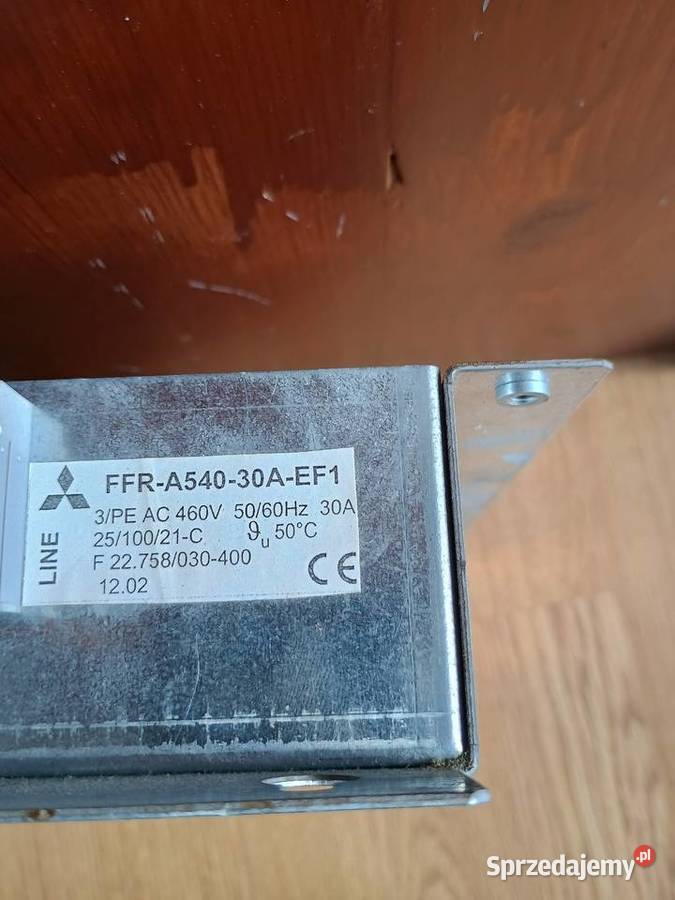 FFR-A540-30A-EF1
3/PE AC 460V 50/60Hz 30A
25/100/21-C ϑu 50°C
F 22.758/030-400
12.02
CE
LINE
Sprzedajemy.pl